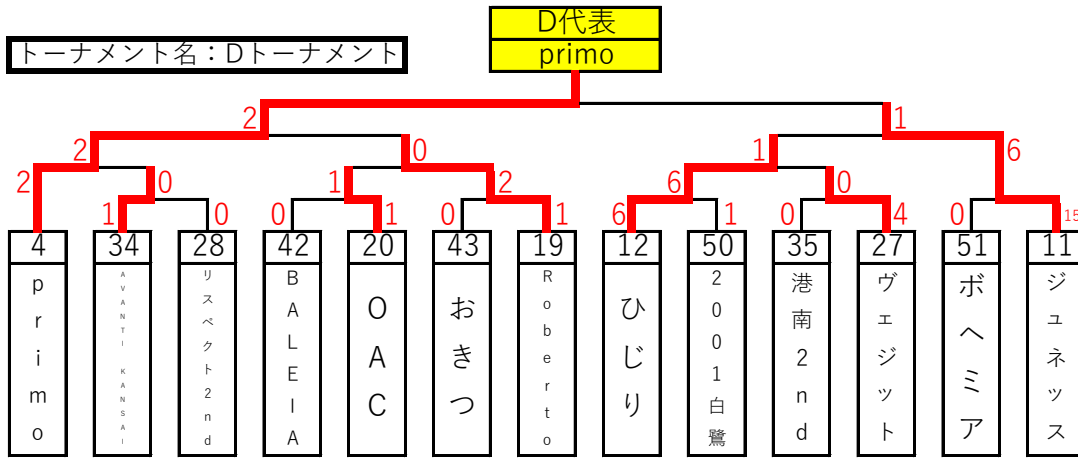 D代表
primo
トーナメント名：Dトーナメント
2 1
2 0 1 6
2 0 1 2 6 0
1 0 0 1 0 1 6 1 0 4 0 15
4 34 28 42 20 43 19 12 50 35 27 51 11
primo
AVANTI KANSAI
リスペクト2nd
BALEIA
OAC
おきつ
Roberto
ひじり
2001白鷺
港南2nd
ヴェジット
ボヘミア
ジュネッス